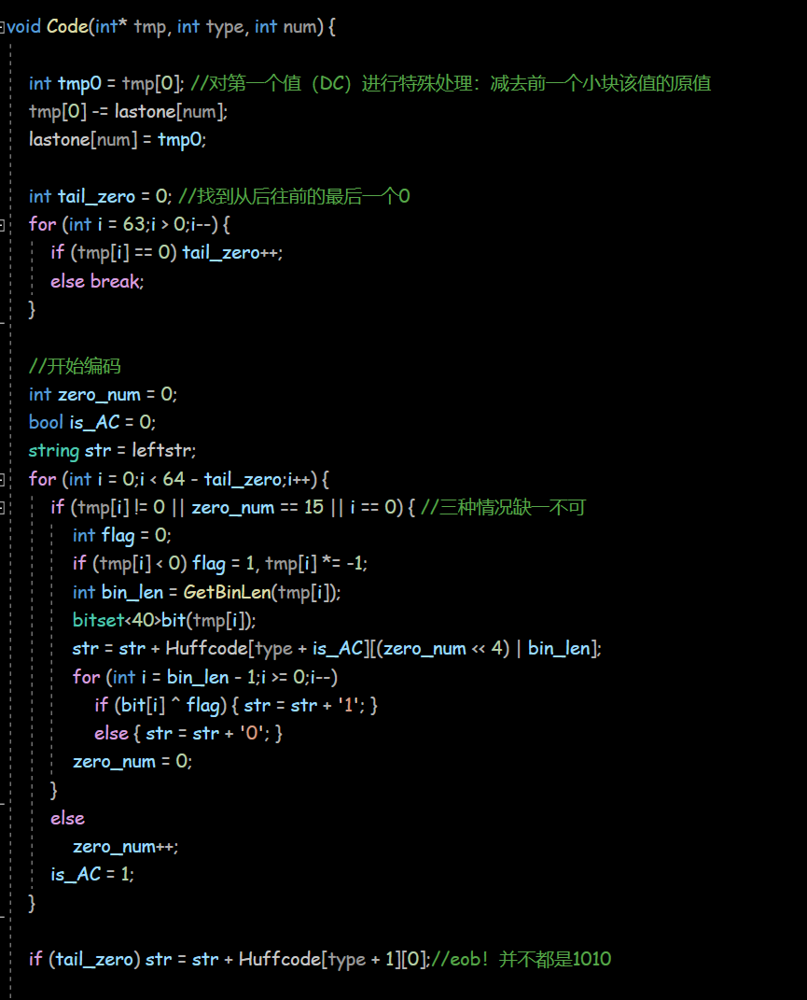 void Code(int* tmp, int type, int num) {
int tmp0 = tmp[0]; //对第一个值（DC）进行特殊处理：减去前一个小块该值的原值
tmp[0] -= lastone[num];
lastone[num] = tmp0;
int tail_zero = 0; //找到从后往前的最后一个0
for (int i = 63;i > 0;i--) {
if (tmp[i] == 0) tail_zero++;
else break;
}
//开始编码
int zero_num = 0;
bool is_AC = 0;
string str = leftstr;
for (int i = 0;i < 64 - tail_zero;i++) {
if (tmp[i] != 0 || zero_num == 15 || i == 0) { //三种情况缺一不可
int flag = 0;
if (tmp[i] < 0) flag = 1, tmp[i] *= -1;
int bin_len = GetBinLen(tmp[i]);
bitset<40>bit(tmp[i]);
str = str + Huffcode[type + is_AC][(zero_num << 4) | bin_len];
for (int i = bin_len - 1;i >= 0;i--)
if (bit[i] ^ flag) { str = str + '1'; }
else { str = str + '0'; }
zero_num = 0;
}
else
zero_num++;
is_AC = 1;
}
if (tail_zero) str = str + Huffcode[type + 1][0];//eob！并不都是1010